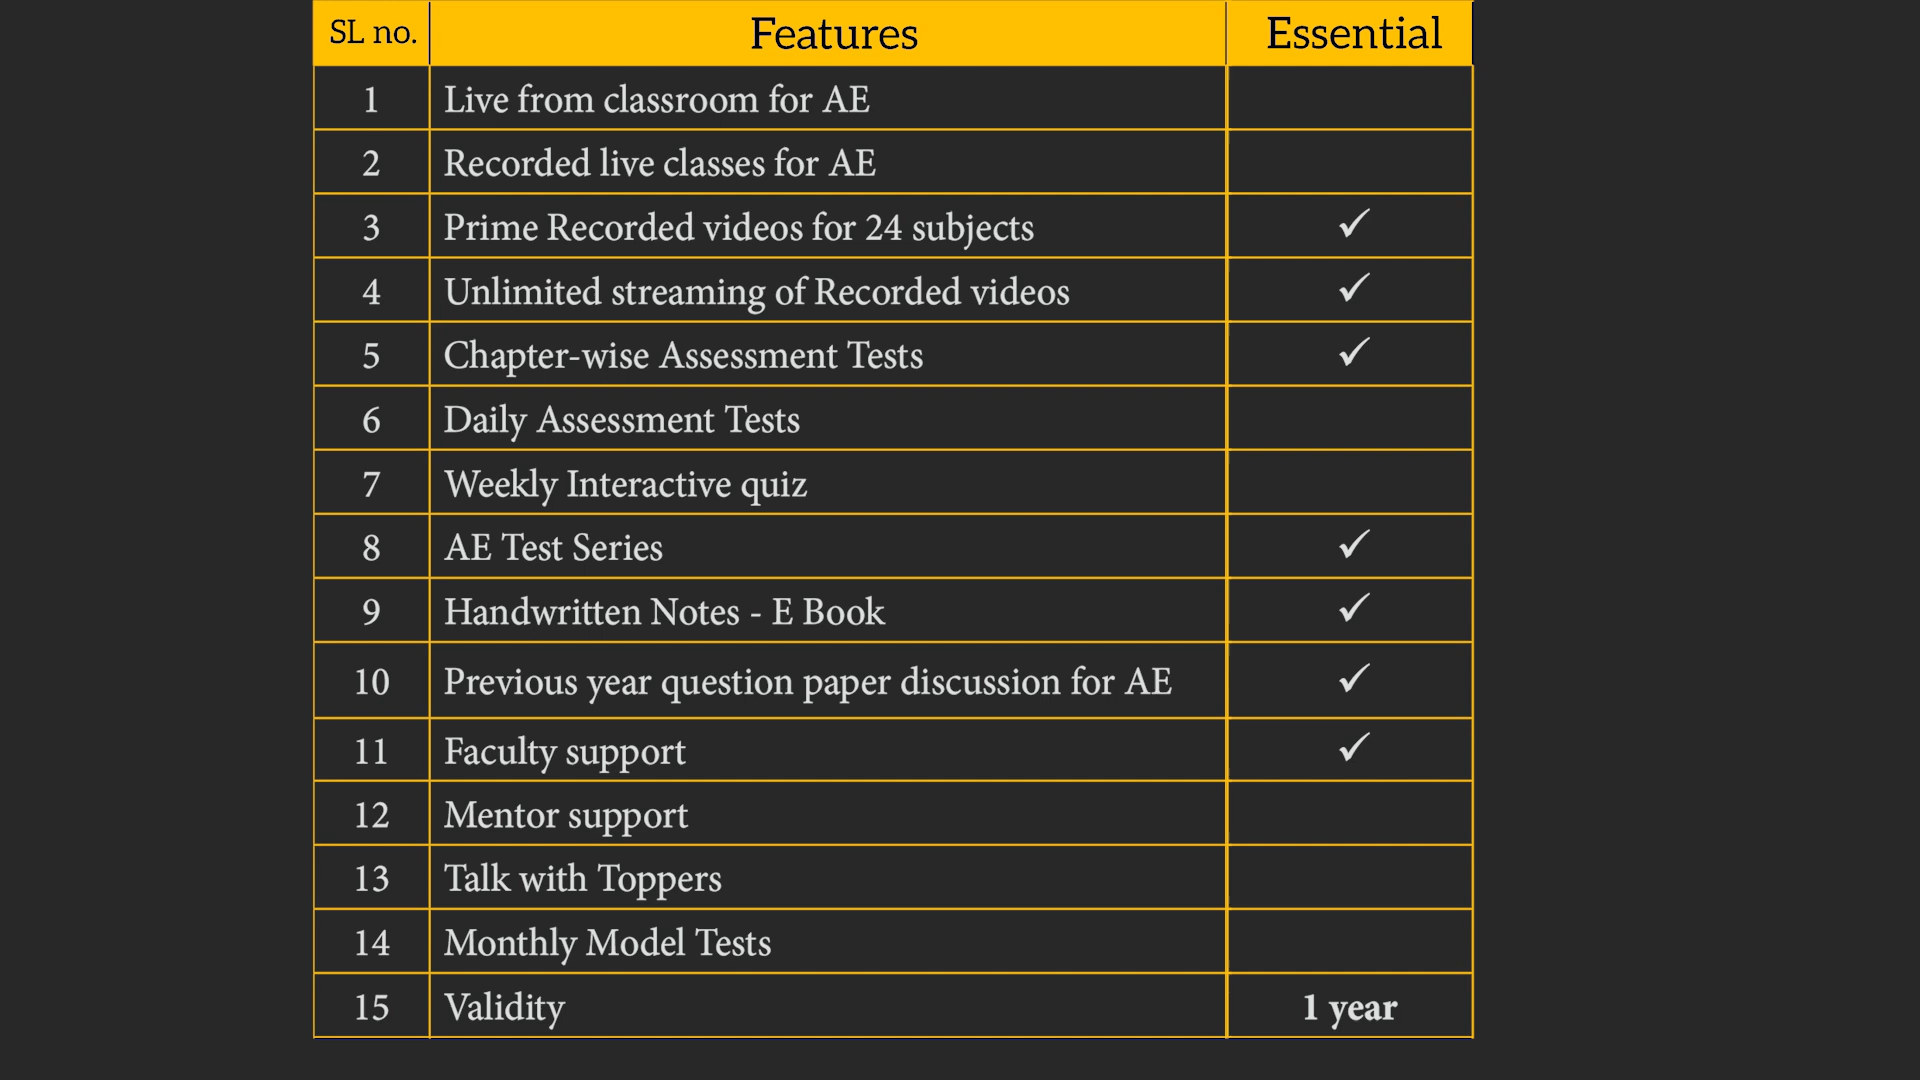 SL no. Features Essential
1 Live from classroom for AE
2 Recorded live classes for AE
3 Prime Recorded videos for 24 subjects ✓
4 Unlimited streaming of Recorded videos ✓
5 Chapter-wise Assessment Tests ✓
6 Daily Assessment Tests
7 Weekly Interactive quiz
8 AE Test Series ✓
9 Handwritten Notes - E Book ✓
10 Previous year question paper discussion for AE ✓
11 Faculty support ✓
12 Mentor support
13 Talk with Toppers
14 Monthly Model Tests
15 Validity 1 year